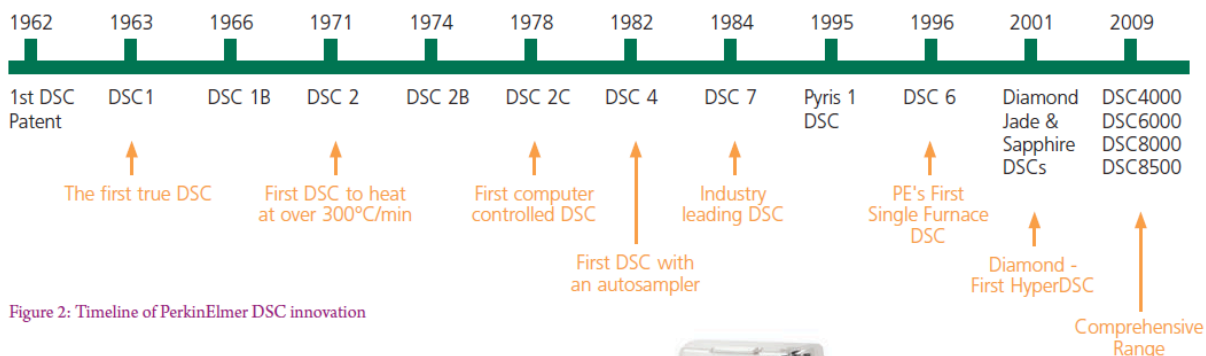 1962 1963 1966 1971 1974 1978 1982 1984 1995 1996 2001 2009
1st DSC DSC1 DSC 1B DSC 2 DSC 2B DSC 2C DSC 4 DSC 7 Pyris 1 DSC 6 Diamond DSC4000
Patent DSC Jade & DSC6000
Sapphire DSC8000
DSCs DSC8500
The first true DSC First DSC to heat First computer Industry PE's First
at over 300°C/min controlled DSC leading DSC Single Furnace
DSC
First DSC with Diamond -
an autosampler First HyperDSC
Figure 2: Timeline of PerkinElmer DSC innovation
Comprehensive
Range